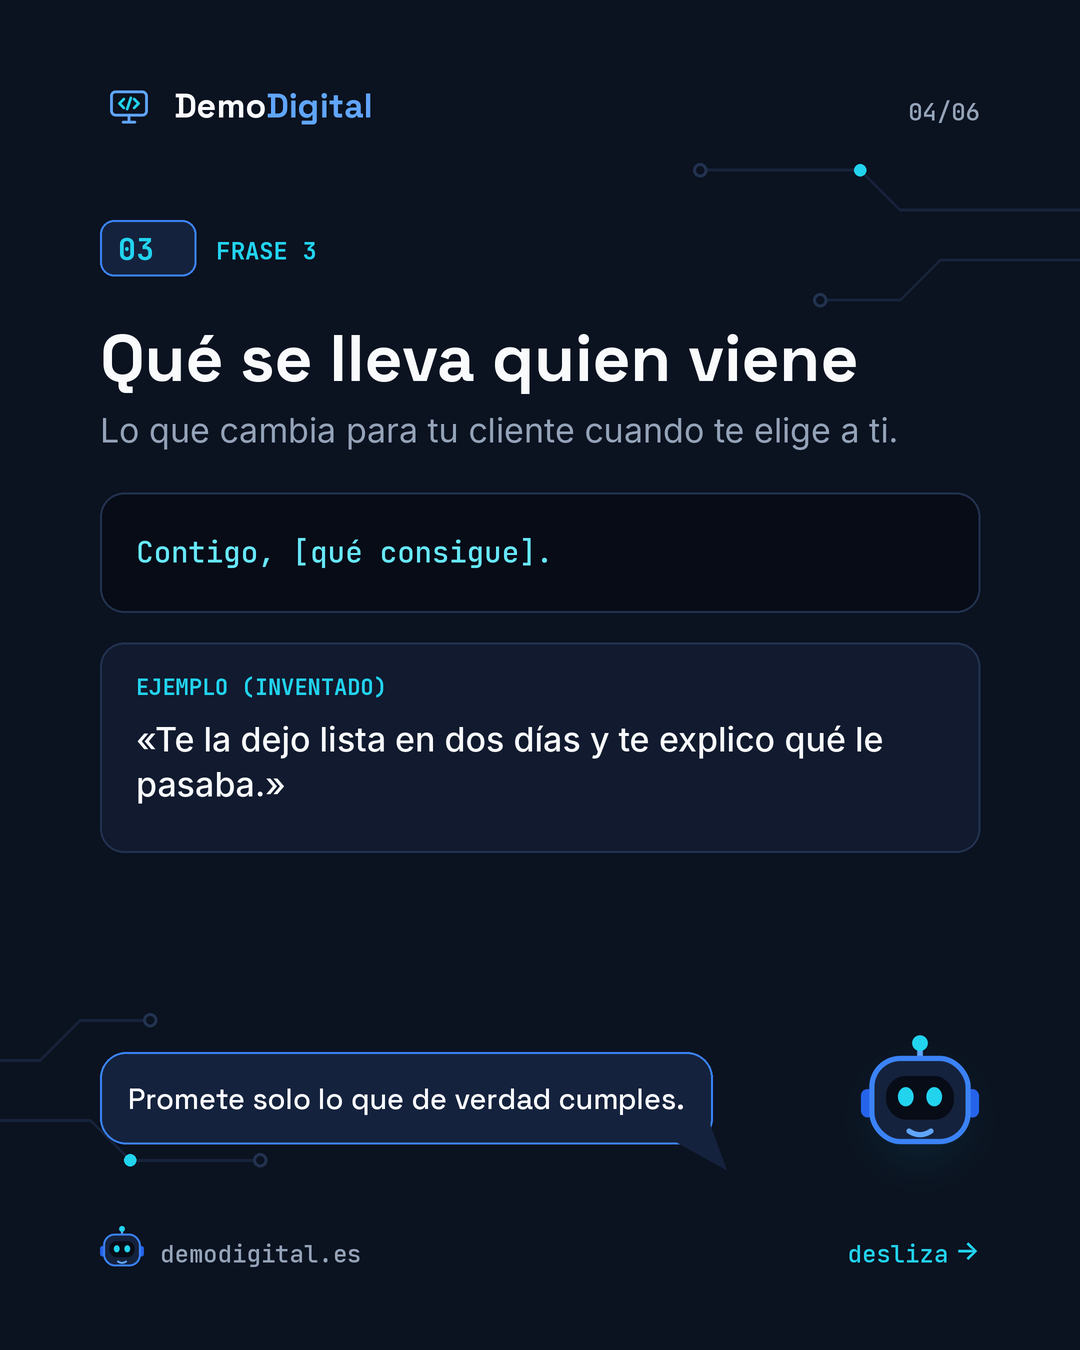 DemoDigital
04/06
03
FRASE 3
Qué se lleva quien viene
Lo que cambia para tu cliente cuando te elige a ti.
Contigo, [qué consigue].
EJEMPLO (INVENTADO)
«Te la dejo lista en dos días y te explico qué le
pasaba.»
Promete solo lo que de verdad cumples.
demodigital.es
desliza →